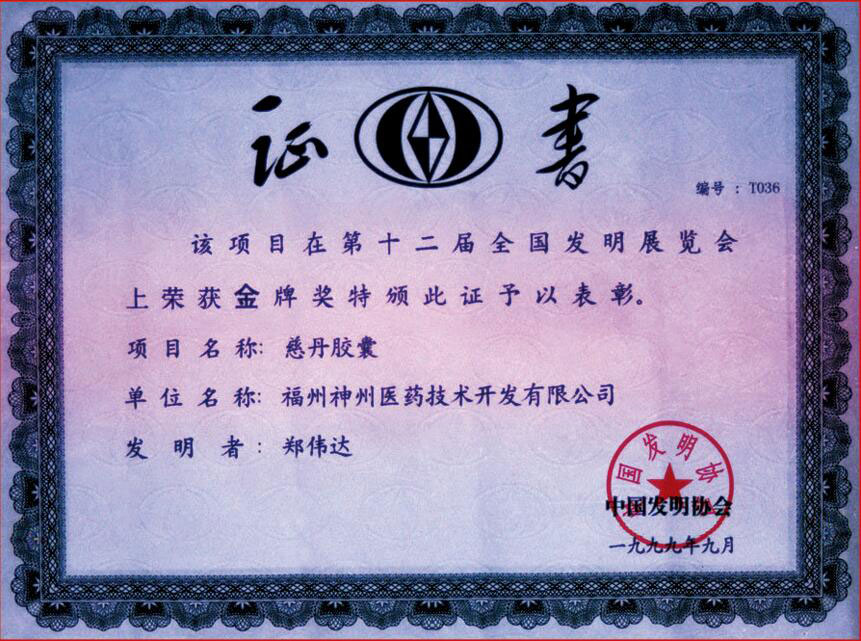 证书
编号：T036
该项目在第十二届全国发明展览会
上荣获金牌奖特颁此证予以表彰。
项目名称：慈丹胶囊
单位名称：福州神州医药技术开发有限公司
发明者：郑伟达
国发明协
中国发明协会
一九九九年九月